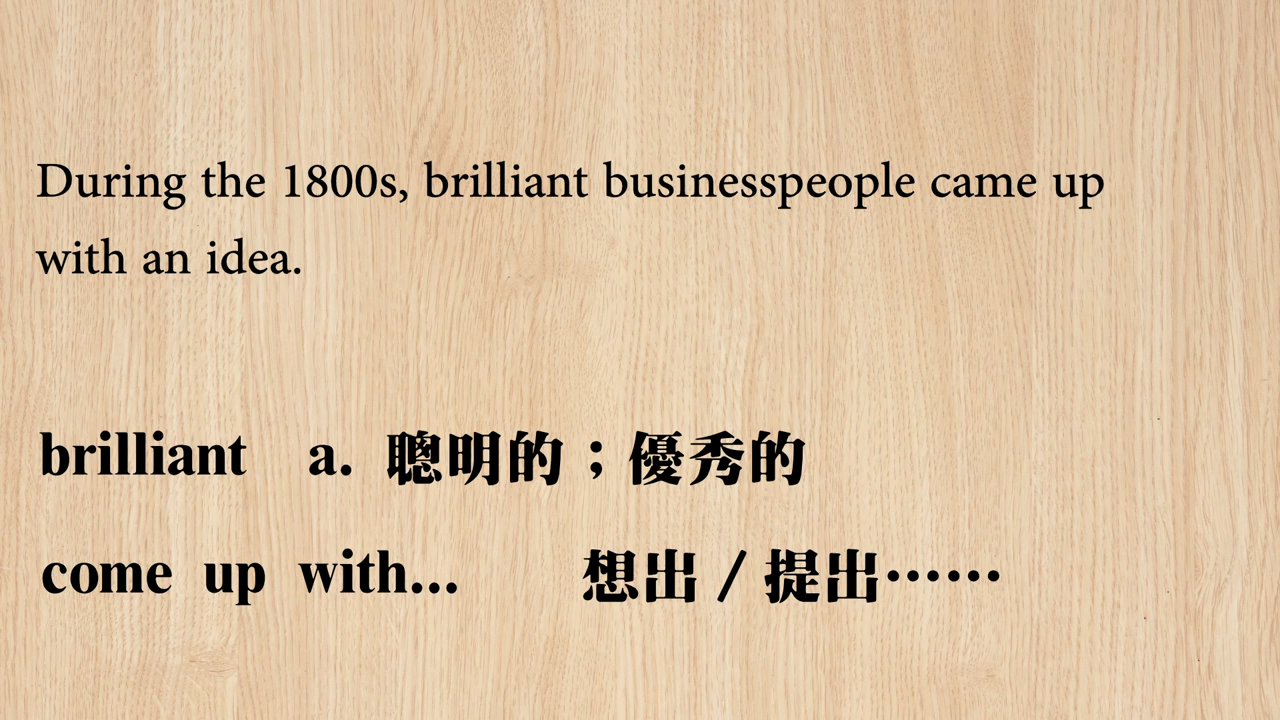 During the 1800s, brilliant businesspeople came up
with an idea.
brilliant a. 聰明的；優秀的
come up with... 想出／提出……